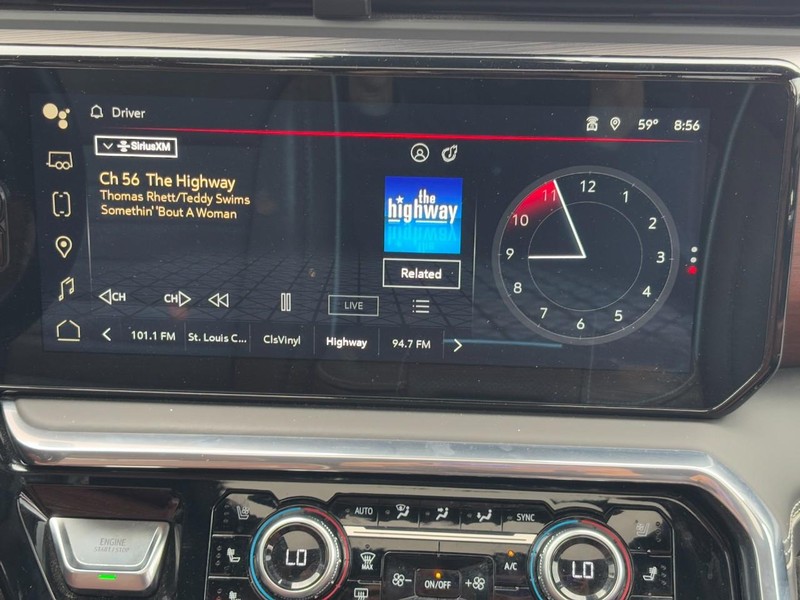 Driver
59° 8:56
SiriusXM
Ch 56 The Highway
Thomas Rhett/Teddy Swims
Somethin' 'Bout A Woman
the
highway
Related
CH CH LIVE
101.1 FM St. Louis C... ClsVinyl Highway 94.7 FM
12
1
2
3
4
5
6
7
8
9
10
11
ENGINE
START/STOP
AUTO SYNC
LO LO
MAX A/C
ON/OFF